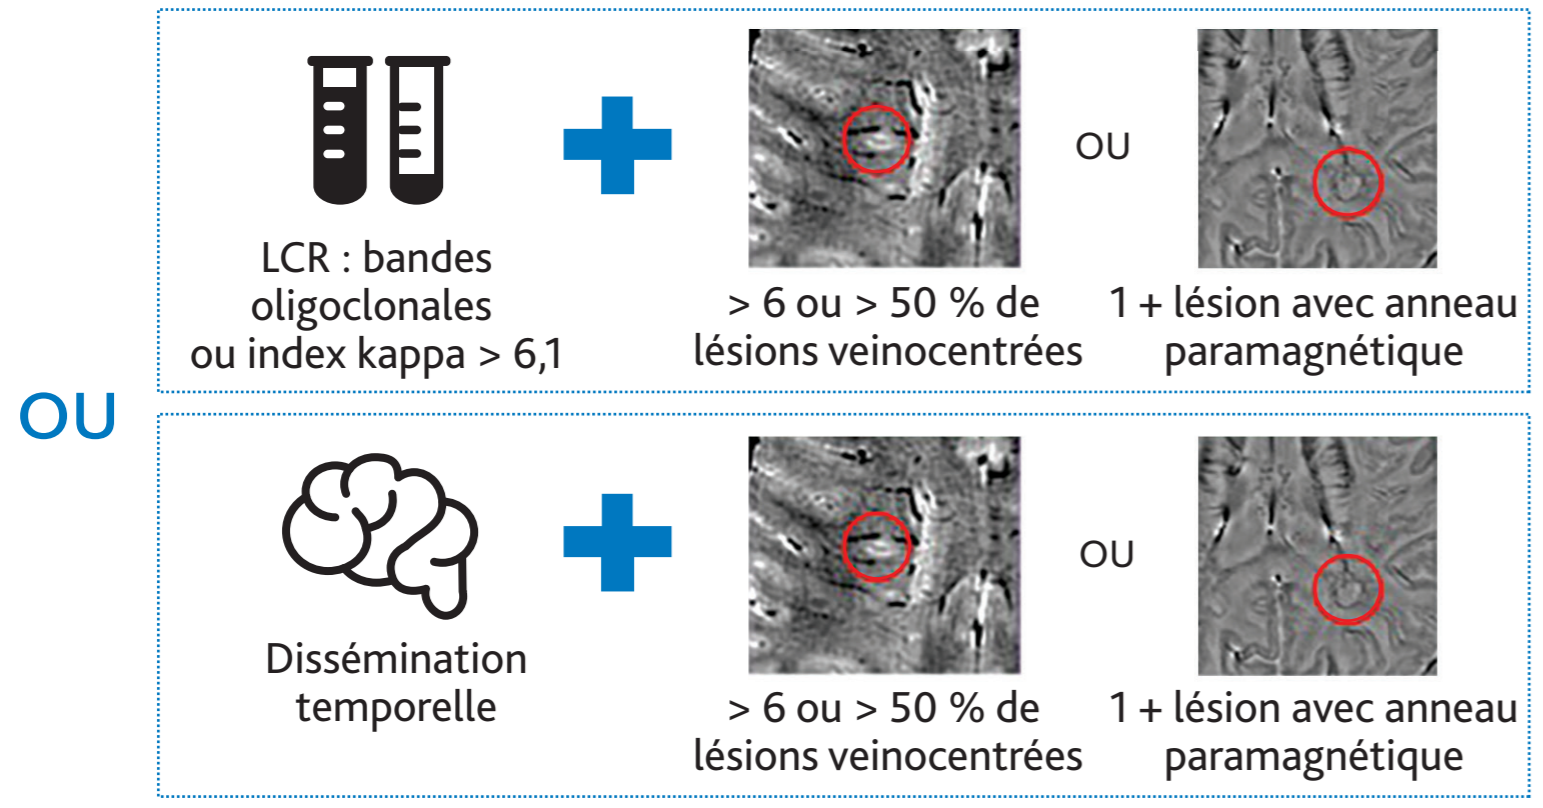 LCR : bandes
oligoclonales
ou index kappa > 6,1
> 6 ou > 50 % de
lésions veinocentrées
OU
1 + lésion avec anneau
paramagnétique
OU
Dissémination
temporelle
> 6 ou > 50 % de
lésions veinocentrées
OU
1 + lésion avec anneau
paramagnétique